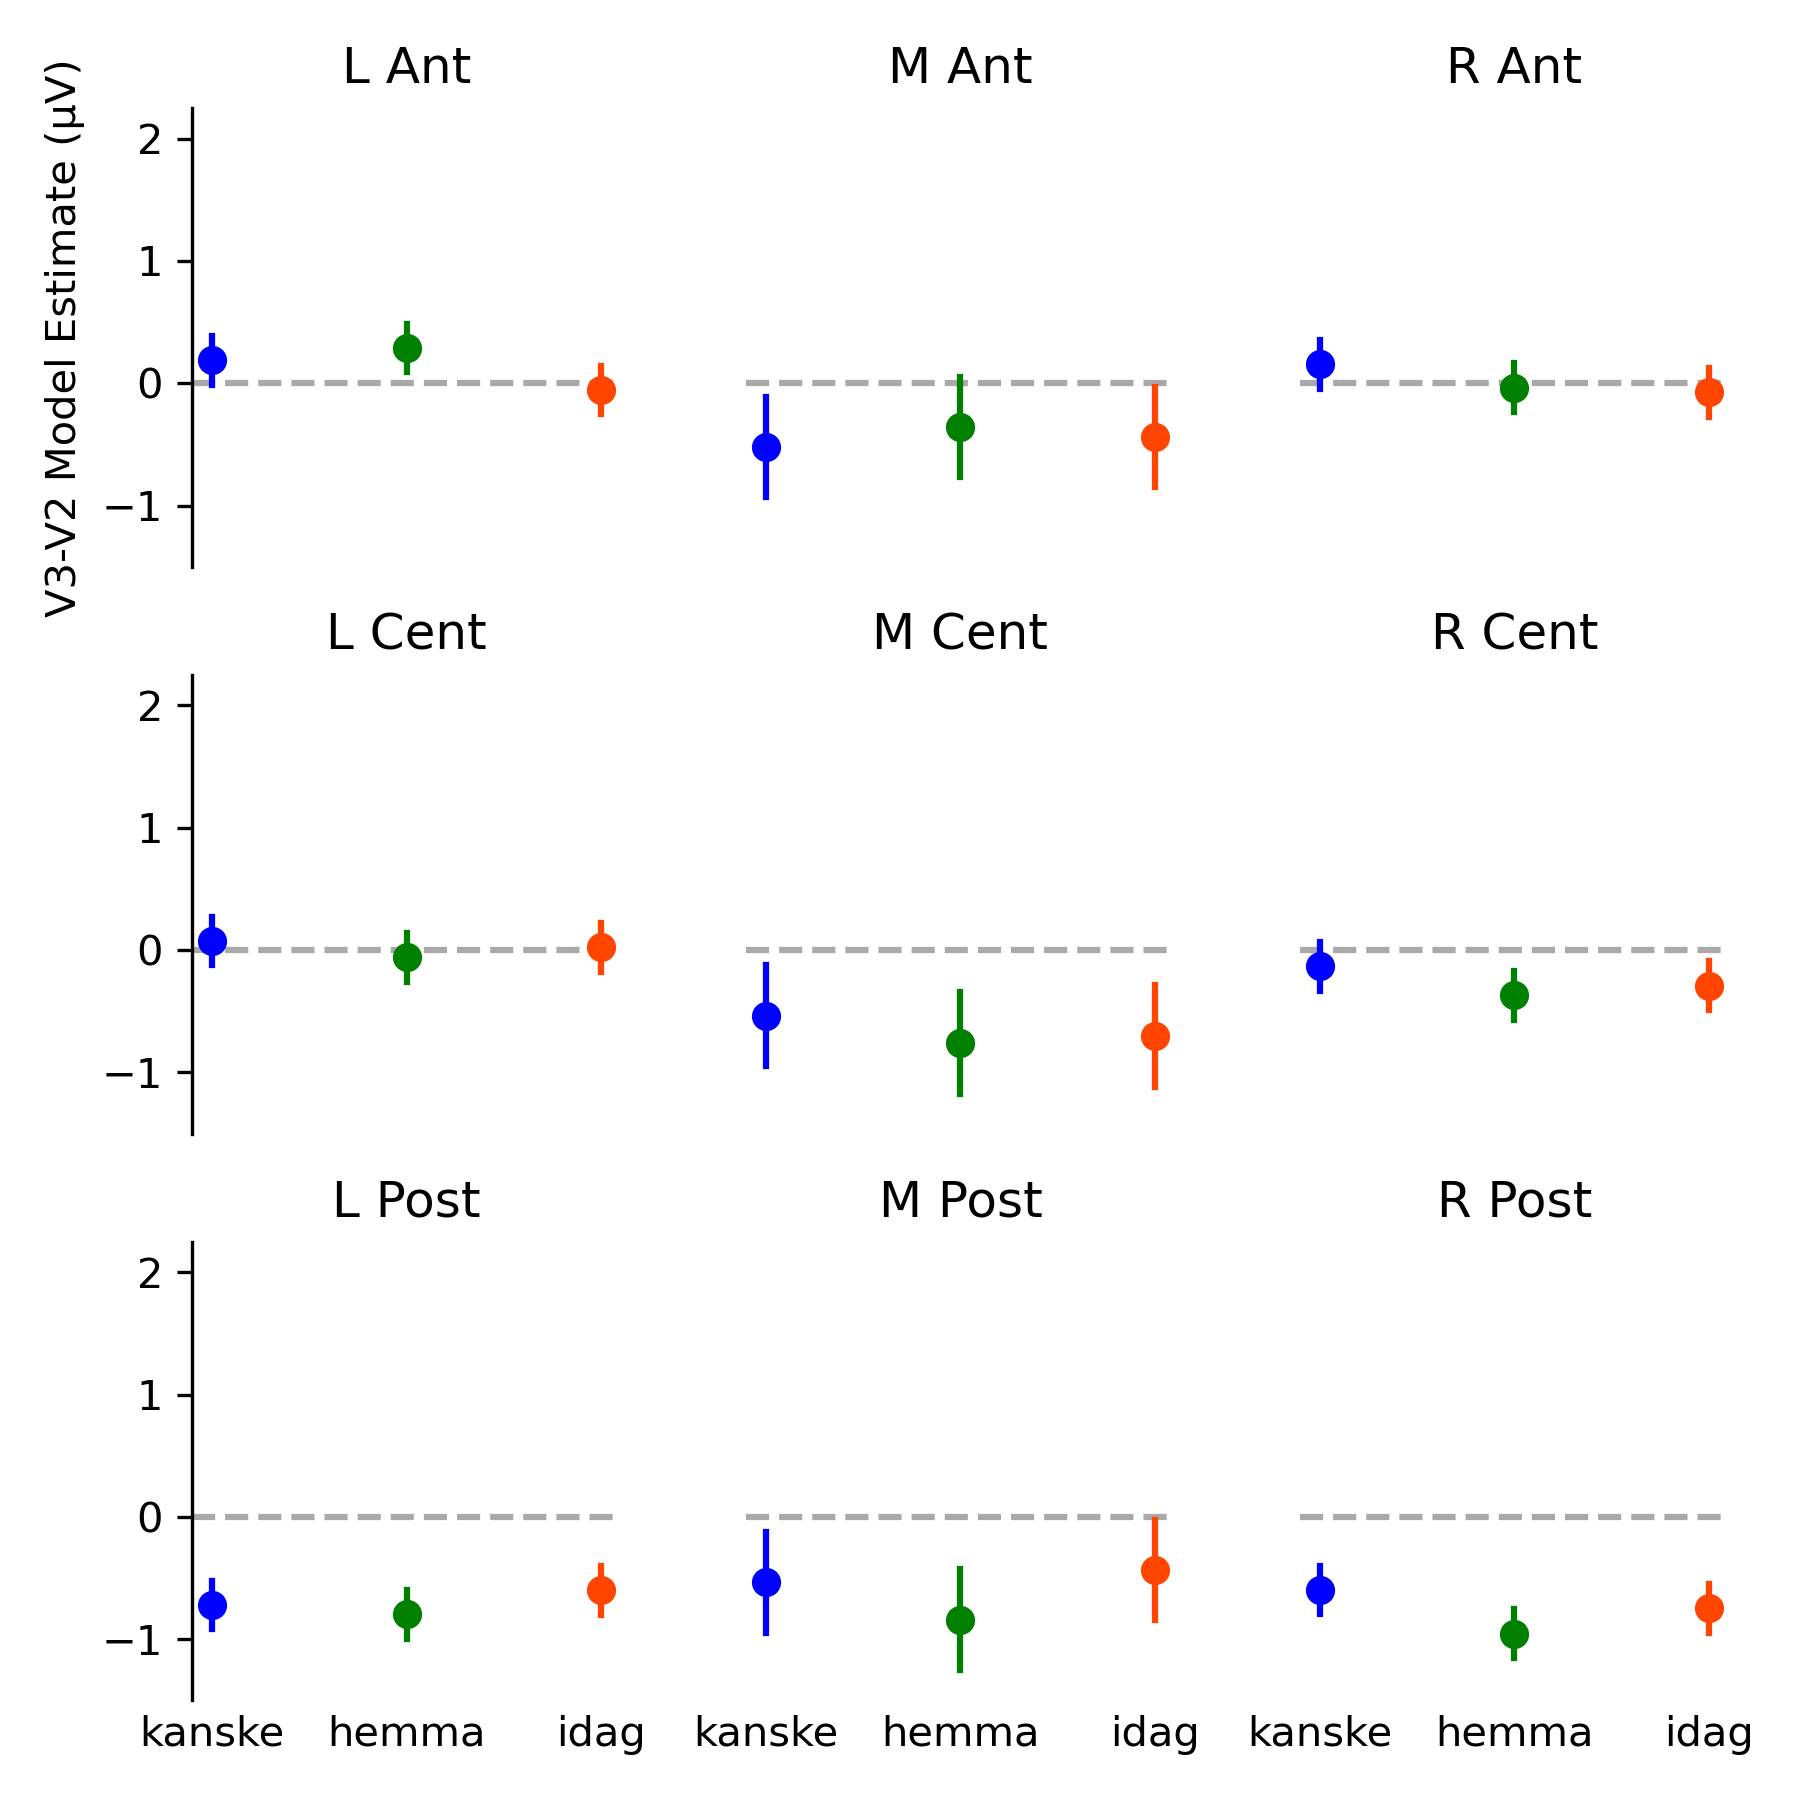 V3-V2 Model Estimate (µV)
L Ant
M Ant
R Ant
2
1
0
−1
L Cent
M Cent
R Cent
2
1
0
−1
L Post
M Post
R Post
2
1
0
−1
kanske hemma idag kanske hemma idag kanske hemma idag